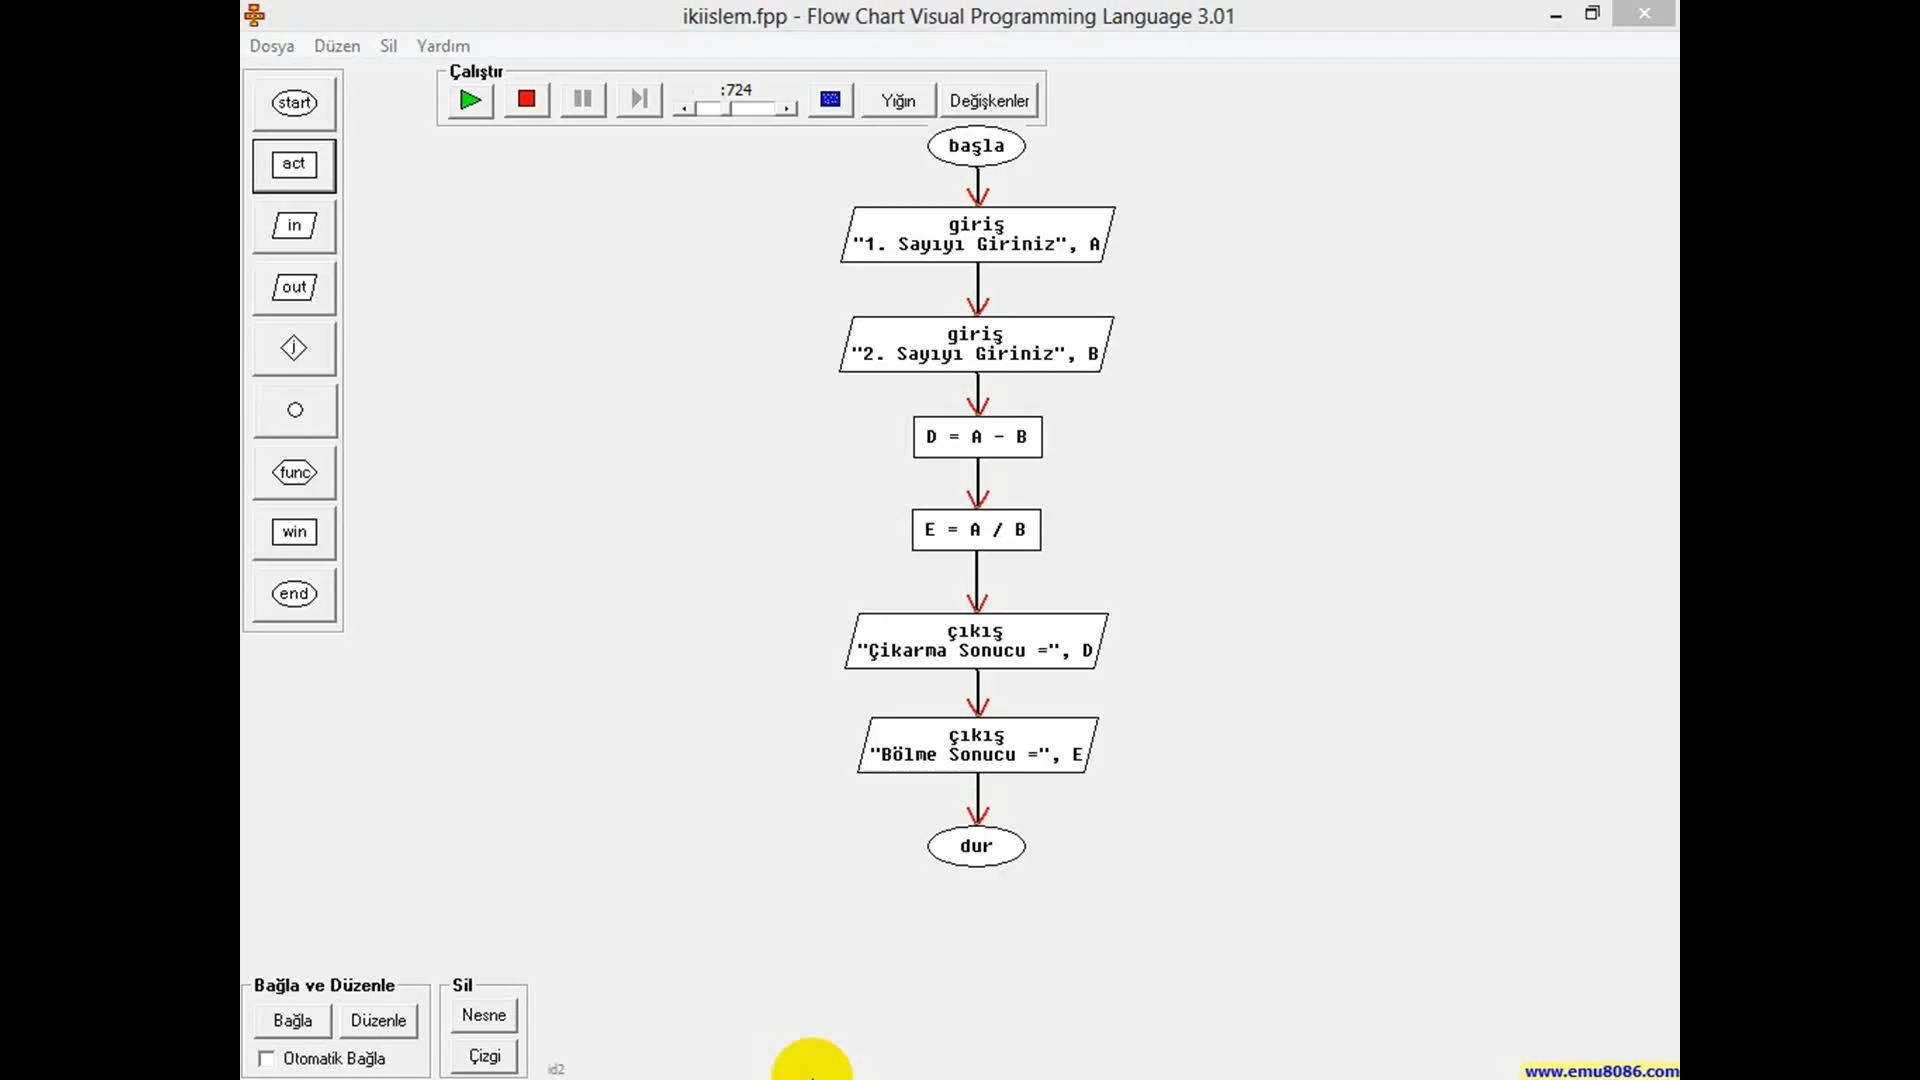 ikiislem.fpp - Flow Chart Visual Programming Language 3.01
Dosya Düzen Sil Yardım
Çalıştır
:724
Yığın
Değişkenler
start
act
in
out
j
func
win
end
başla
giriş
"1. Sayıyı Giriniz", A
giriş
"2. Sayıyı Giriniz", B
D = A - B
E = A / B
çıkış
"Çikarma Sonucu =", D
çıkış
"Bölme Sonucu =", E
dur
Bağla ve Düzenle
Bağla
Düzenle
Otomatik Bağla
Sil
Nesne
Çizgi
id2
www.emu8086.com